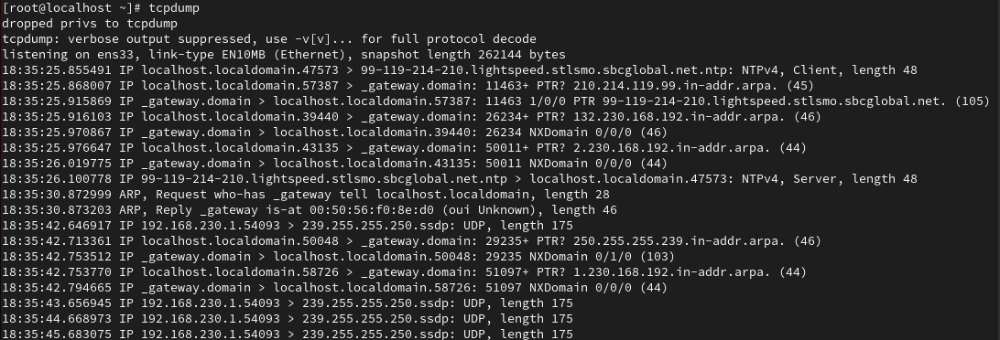 [root@localhost ~]# tcpdump
dropped privs to tcpdump
tcpdump: verbose output suppressed, use -v[v]... for full protocol decode
listening on ens33, link-type EN10MB (Ethernet), snapshot length 262144 bytes
18:35:25.855491 IP localhost.localdomain.47573 > 99-119-214-210.lightspeed.stlsmo.sbcglobal.net.ntp: NTPv4, Client, length 48
18:35:25.868007 IP localhost.localdomain.57387 > _gateway.domain: 11463+ PTR? 210.214.119.99.in-addr.arpa. (45)
18:35:25.915869 IP _gateway.domain > localhost.localdomain.57387: 11463 1/0/0 PTR 99-119-214-210.lightspeed.stlsmo.sbcglobal.net. (105)
18:35:25.916103 IP localhost.localdomain.39440 > _gateway.domain: 26234+ PTR? 132.230.168.192.in-addr.arpa. (46)
18:35:25.970867 IP _gateway.domain > localhost.localdomain.39440: 26234 NXDomain 0/0/0 (46)
18:35:25.976647 IP localhost.localdomain.43135 > _gateway.domain: 50011+ PTR? 2.230.168.192.in-addr.arpa. (44)
18:35:26.019775 IP _gateway.domain > localhost.localdomain.43135: 50011 NXDomain 0/0/0 (44)
18:35:26.100778 IP 99-119-214-210.lightspeed.stlsmo.sbcglobal.net.ntp > localhost.localdomain.47573: NTPv4, Server, length 48
18:35:30.872999 ARP, Request who-has _gateway tell localhost.localdomain, length 28
18:35:30.873203 ARP, Reply _gateway is-at 00:50:56:f0:8e:d0 (oui Unknown), length 46
18:35:42.646917 IP 192.168.230.1.54093 > 239.255.255.250.ssdp: UDP, length 175
18:35:42.713361 IP localhost.localdomain.50048 > _gateway.domain: 29235+ PTR? 250.255.255.239.in-addr.arpa. (46)
18:35:42.753512 IP _gateway.domain > localhost.localdomain.50048: 29235 NXDomain 0/1/0 (103)
18:35:42.753770 IP localhost.localdomain.58726 > _gateway.domain: 51097+ PTR? 1.230.168.192.in-addr.arpa. (44)
18:35:42.794665 IP _gateway.domain > localhost.localdomain.58726: 51097 NXDomain 0/0/0 (44)
18:35:43.656945 IP 192.168.230.1.54093 > 239.255.255.250.ssdp: UDP, length 175
18:35:44.668973 IP 192.168.230.1.54093 > 239.255.255.250.ssdp: UDP, length 175
18:35:45.683075 IP 192.168.230.1.54093 > 239.255.255.250.ssdp: UDP, length 175